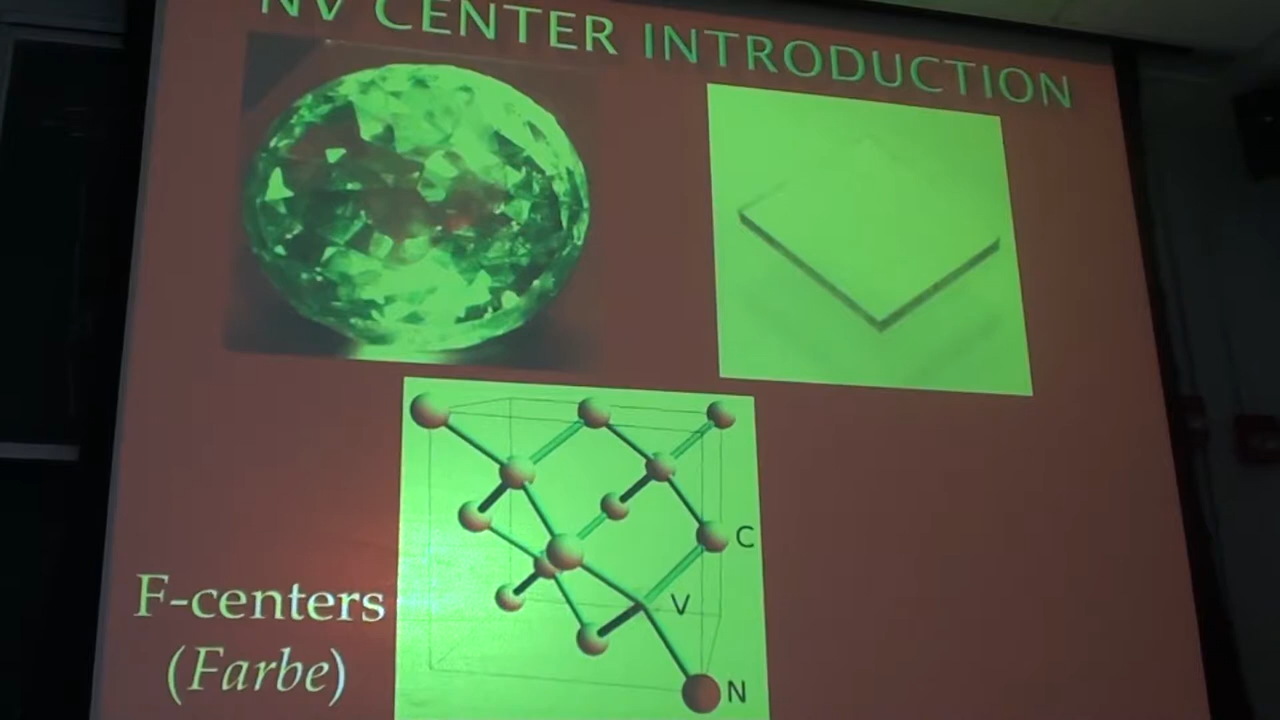 NV CENTER INTRODUCTION
C
V
N
F-centers
(Farbe)